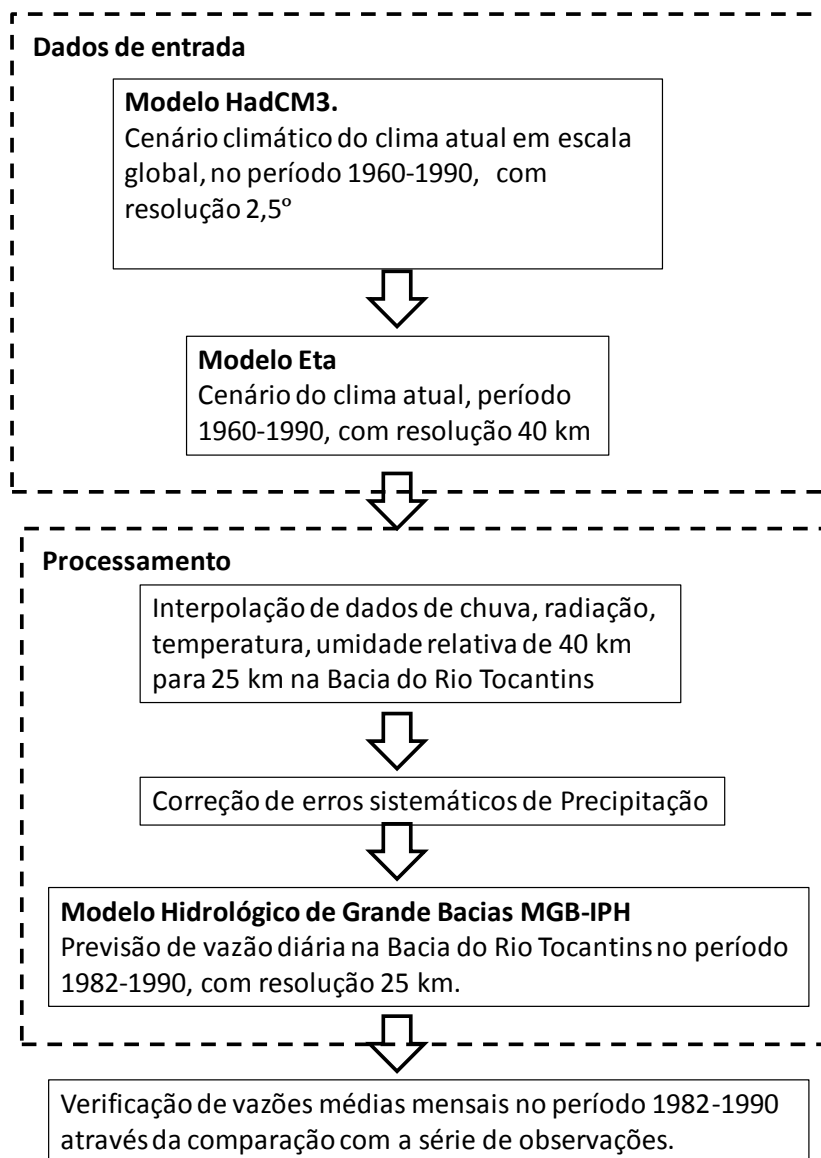 Dados de entrada
Modelo HadCM3.
Cenário climático do clima atual em escala
global, no período 1960-1990, com
resolução 2,5º
Modelo Eta
Cenário do clima atual, período
1960-1990, com resolução 40 km
Processamento
Interpolação de dados de chuva, radiação,
temperatura, umidade relativa de 40 km
para 25 km na Bacia do Rio Tocantins
Correção de erros sistemáticos de Precipitação
Modelo Hidrológico de Grande Bacias MGB-IPH
Previsão de vazão diária na Bacia do Rio Tocantins no período
1982-1990, com resolução 25 km.
Verificação de vazões médias mensais no período 1982-1990
através da comparação com a série de observações.